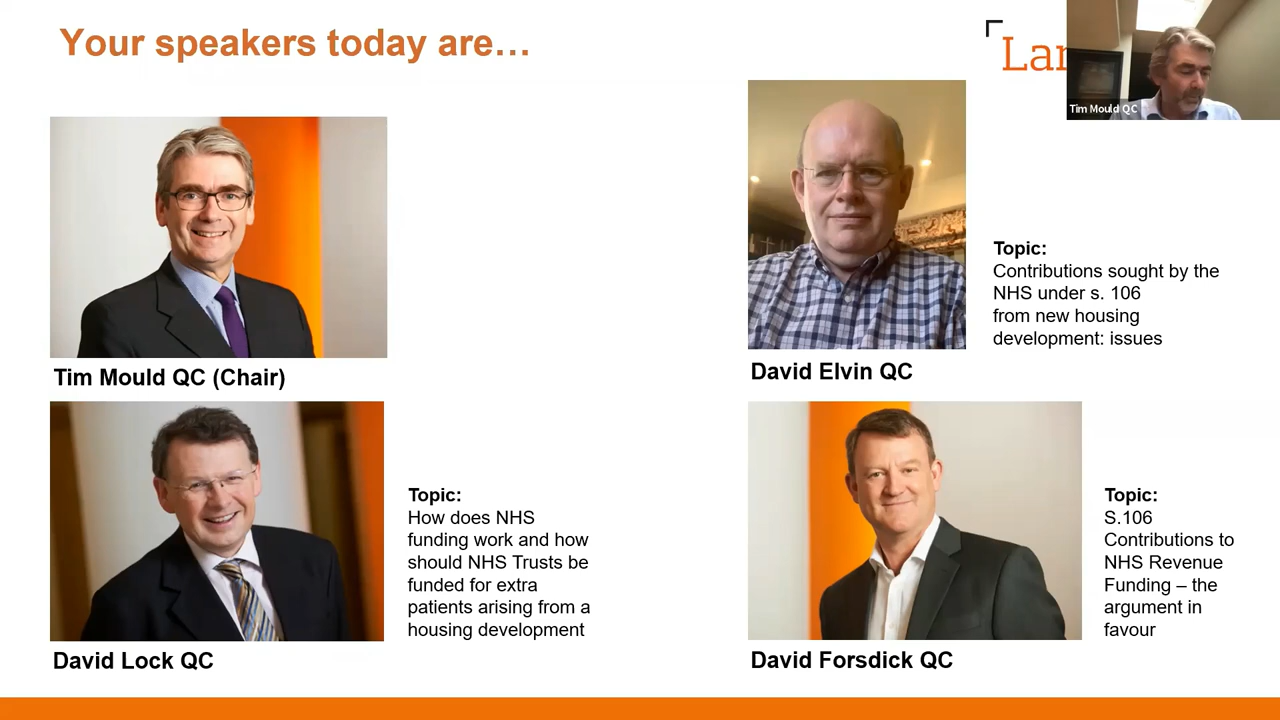 Your speakers today are…
Lan
Tim Mould QC
Tim Mould QC (Chair)
Topic:
Contributions sought by the
NHS under s. 106
from new housing
development: issues
David Elvin QC
Topic:
How does NHS
funding work and how
should NHS Trusts be
funded for extra
patients arising from a
housing development
David Lock QC
Topic:
S.106
Contributions to
NHS Revenue
Funding – the
argument in
favour
David Forsdick QC